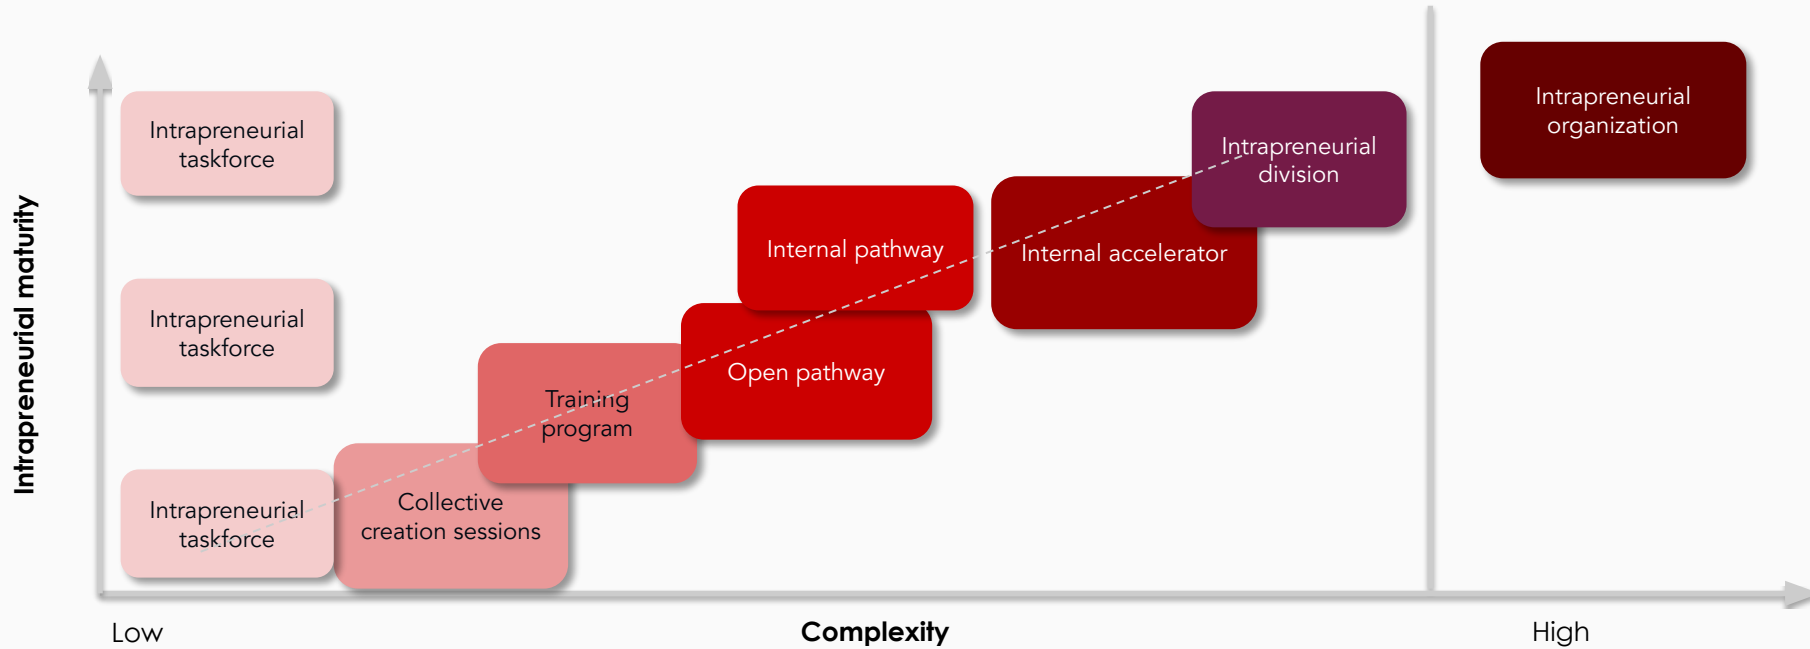 Intrapreneurial maturity
Intrapreneurial
taskforce
Intrapreneurial
taskforce
Intrapreneurial
taskforce
Collective
creation sessions
Training
program
Open pathway
Internal pathway
Internal accelerator
Intrapreneurial
division
Intrapreneurial
organization
Low
Complexity
High